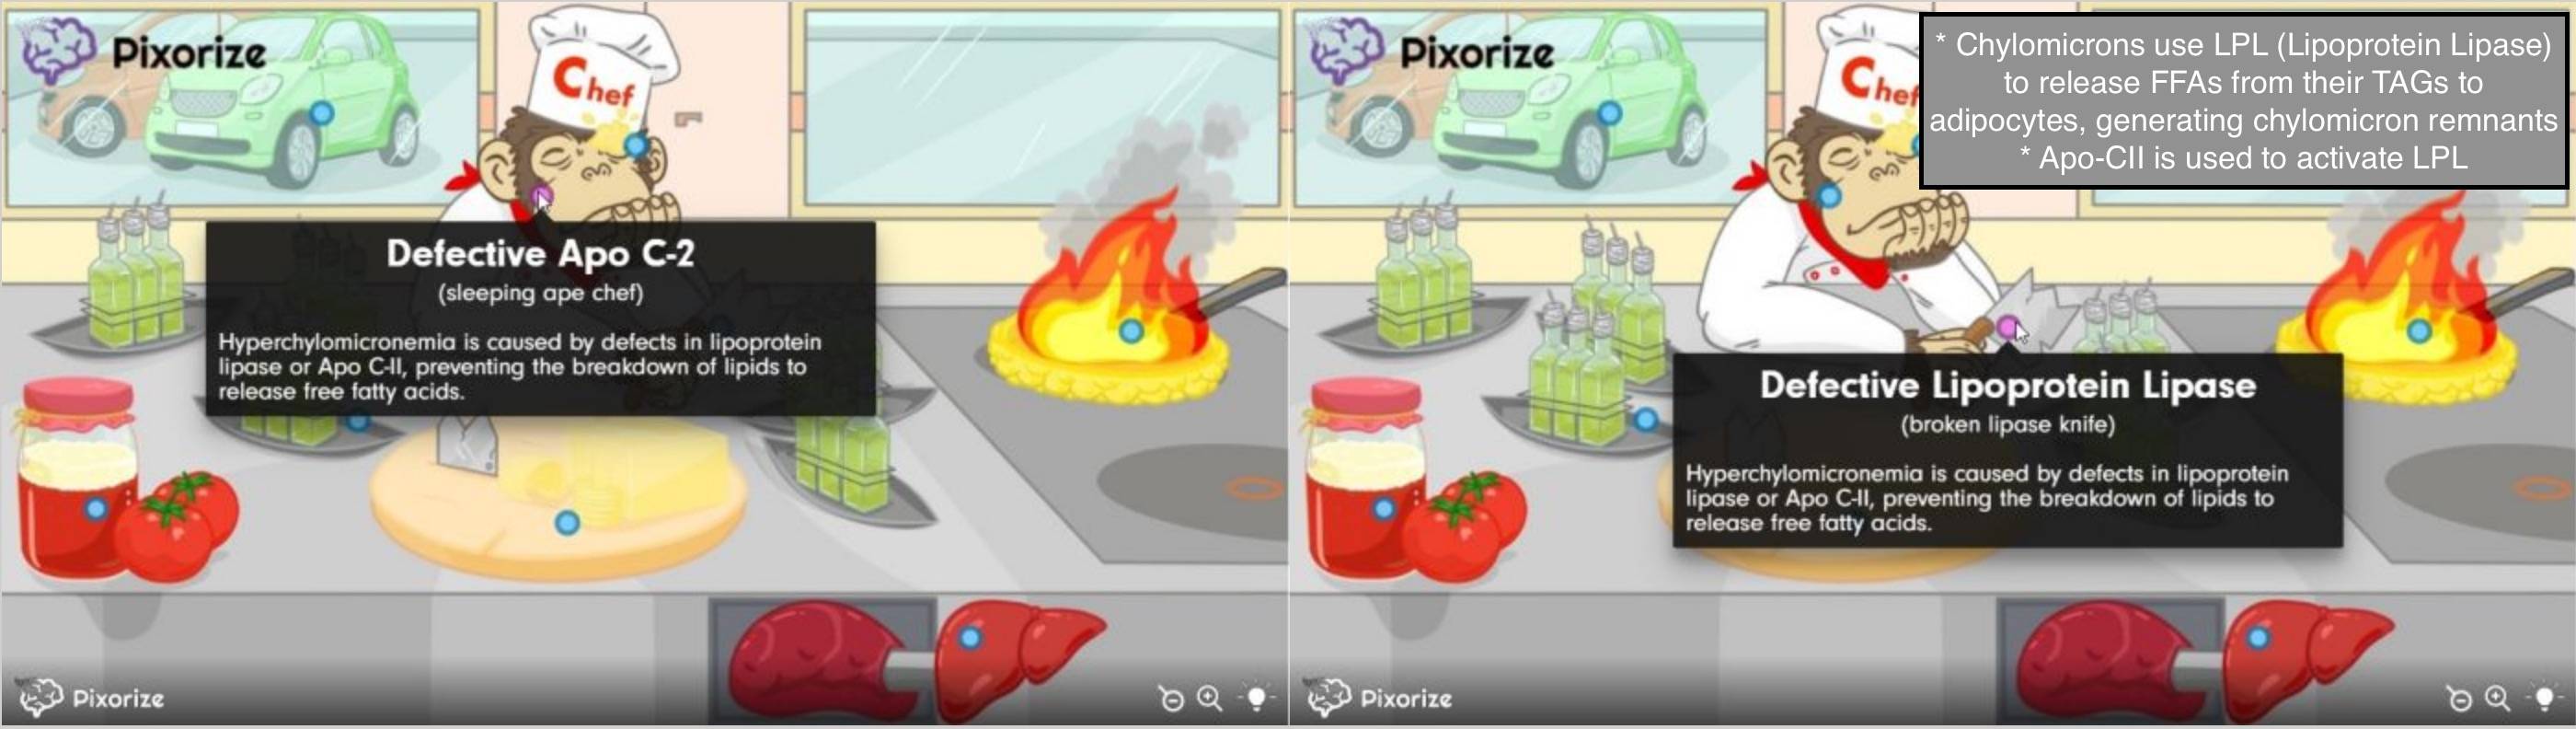 Pixorize
Chef
Defective Apo C-2
(sleeping ape chef)
Hyperchylomicronemia is caused by defects in lipoprotein
lipase or Apo C-II, preventing the breakdown of lipids to
release free fatty acids.
Pixorize
Pixorize
Chef
* Chylomicrons use LPL (Lipoprotein Lipase)
to release FFAs from their TAGs to
adipocytes, generating chylomicron remnants
* Apo-CII is used to activate LPL
Defective Lipoprotein Lipase
(broken lipase knife)
Hyperchylomicronemia is caused by defects in lipoprotein
lipase or Apo C-II, preventing the breakdown of lipids to
release free fatty acids.
Pixorize